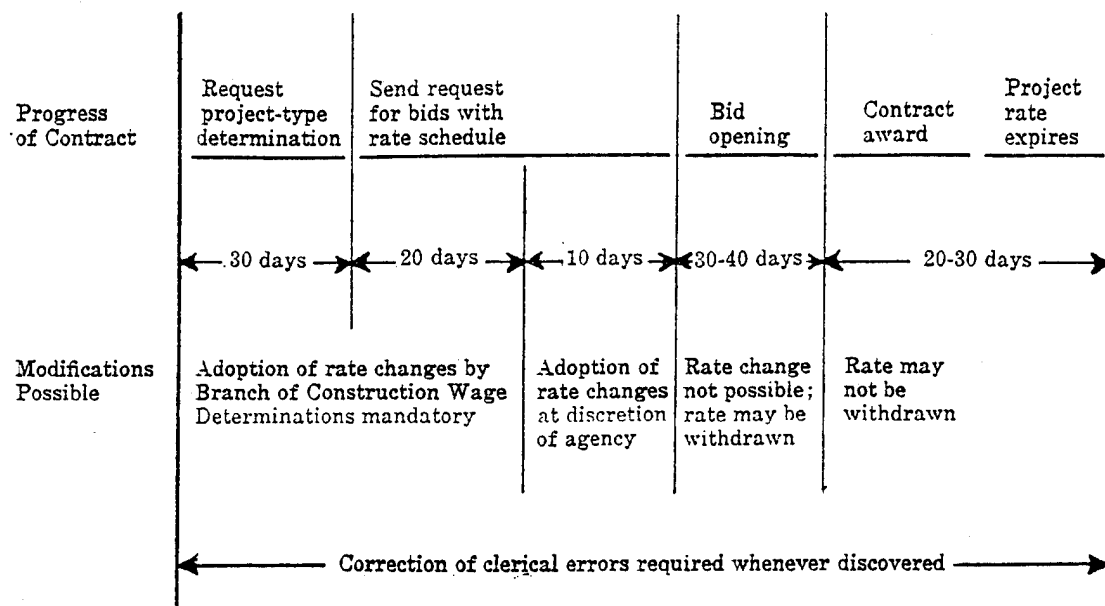 Progress
of Contract
Request
project-type
determination
Send request
for bids with
rate schedule
Bid
opening
Contract
award
Project
rate
expires
30 days
20 days
10 days
30-40 days
20-30 days
Modifications
Possible
Adoption of rate changes by
Branch of Construction Wage
Determinations mandatory
Adoption of
rate changes
at discretion
of agency
Rate change
not possible;
rate may be
withdrawn
Rate may
not be
withdrawn
Correction of clerical errors required whenever discovered